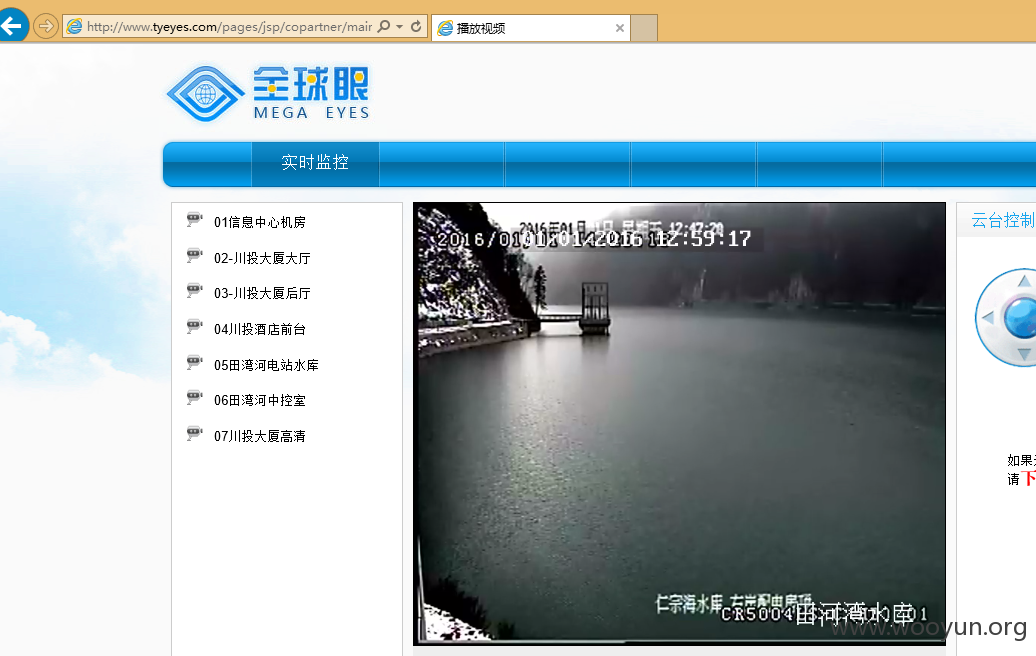 http://www.tyeyes.com/pages/jsp/copartner/mair
播放视频
全球眼
MEGA EYES
实时监控
01信息中心机房
02-川投大厦大厅
03-川投大厦后厅
04川投酒店前台
05田湾河电站水库
06田湾河中控室
07川投大厦高清
12:47:20
01/01/2016 12:59:17
云台控制
如果
请下
仁宗海水库
田河湾水库
www.wooyun.org